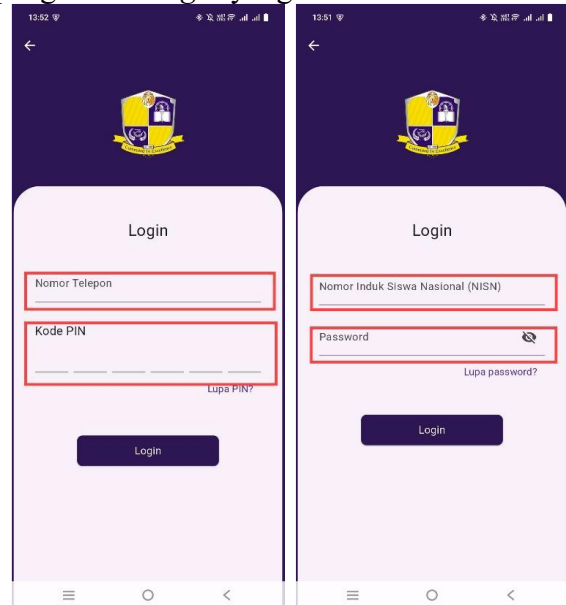 13:52
Login
Nomor Telepon
Kode PIN
Lupa PIN?
Login
13:51
Login
Nomor Induk Siswa Nasional (NISN)
Password
Lupa password?
Login